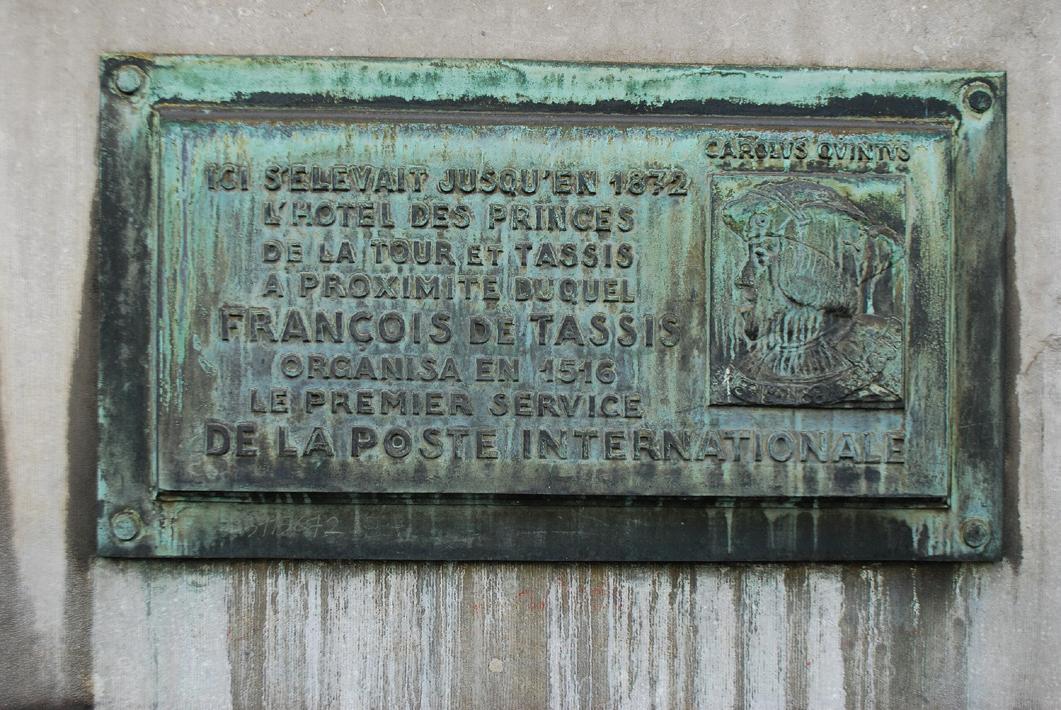 CAROLUS QVINTVS
ICI S'ELEVAIT JUSQU'EN 1872
L'HOTEL DES PRINCES
DE LA TOUR ET TASSIS
A PROXIMITE DUQUEL
FRANÇOIS DE TASSIS
ORGANISA EN 1516
LE PREMIER SERVICE
DE LA POSTE INTERNATIONALE